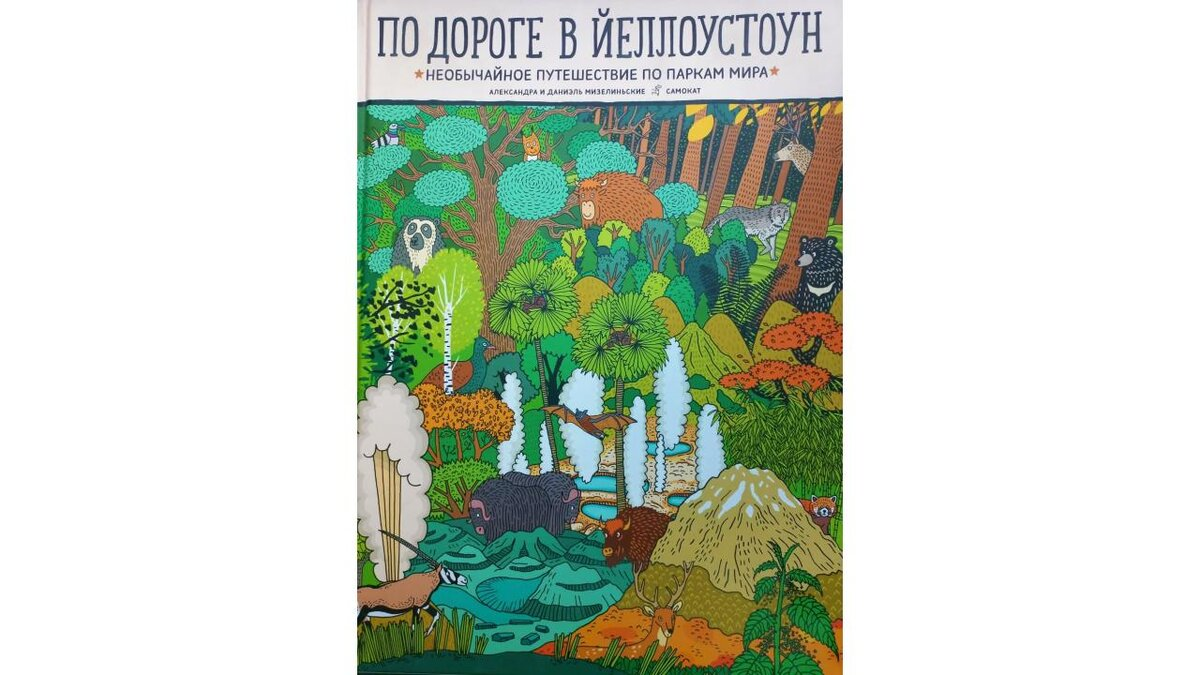 ПО ДОРОГЕ В ЙЕЛЛОУСТОУН
НЕОБЫЧАЙНОЕ ПУТЕШЕСТВИЕ ПО ПАРКАМ МИРА
АЛЕКСАНДРА И ДАНИЭЛЬ МИЗЕЛИНЬСКИЕ САМОКАТ